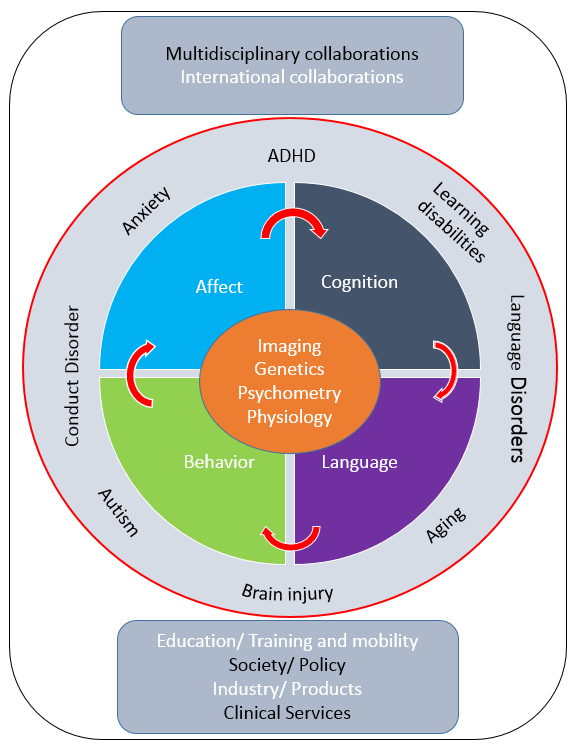 Multidisciplinary collaborations
International collaborations
ADHD
Anxiety
Learning
disabilities
Affect
Cognition
Conduct Disorder
Language Disorders
Imaging
Genetics
Psychometry
Physiology
Behavior
Language
Autism
Aging
Brain injury
Education/ Training and mobility
Society/ Policy
Industry/ Products
Clinical Services